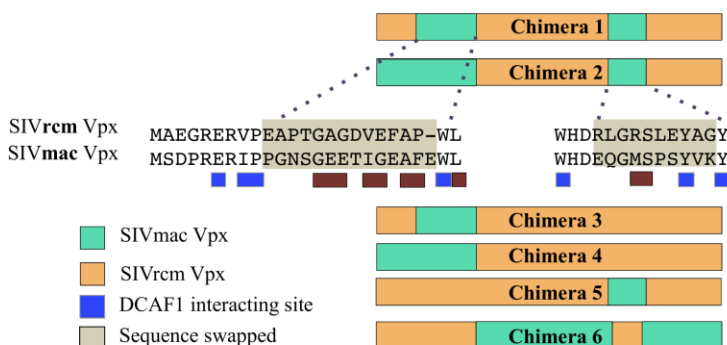 Chimera 1
Chimera 2
SIVrcm Vpx MAEGRERVPEAPTGAGDVEFAP-WL WHDRLGRSLEYAGY
SIVmac Vpx MSDPRERIPPGNSGEETIGEAFEWL WHDEQGMSPSYVKY
Chimera 3
SIVmac Vpx
Chimera 4
SIVrcm Vpx
Chimera 5
DCAF1 interacting site
Sequence swapped
Chimera 6